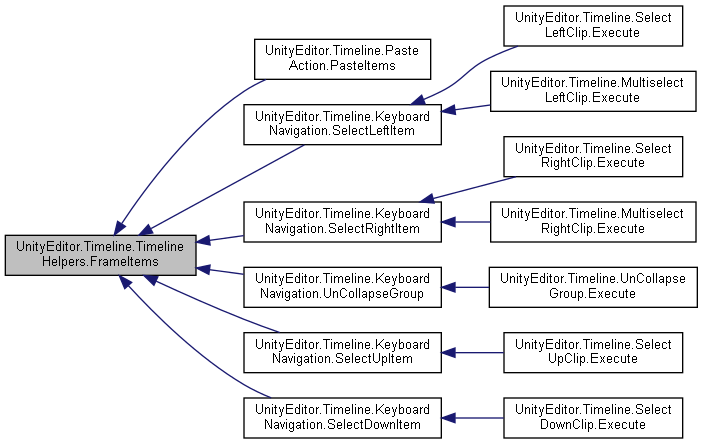 UnityEditor.Timeline.Timeline
Helpers.FrameItems
UnityEditor.Timeline.Paste
Action.PasteItems
UnityEditor.Timeline.Keyboard
Navigation.SelectLeftItem
UnityEditor.Timeline.Select
LeftClip.Execute
UnityEditor.Timeline.Multiselect
LeftClip.Execute
UnityEditor.Timeline.Keyboard
Navigation.SelectRightItem
UnityEditor.Timeline.Select
RightClip.Execute
UnityEditor.Timeline.Multiselect
RightClip.Execute
UnityEditor.Timeline.Keyboard
Navigation.UnCollapseGroup
UnityEditor.Timeline.UnCollapse
Group.Execute
UnityEditor.Timeline.Keyboard
Navigation.SelectUpItem
UnityEditor.Timeline.Select
UpClip.Execute
UnityEditor.Timeline.Keyboard
Navigation.SelectDownItem
UnityEditor.Timeline.Select
DownClip.Execute